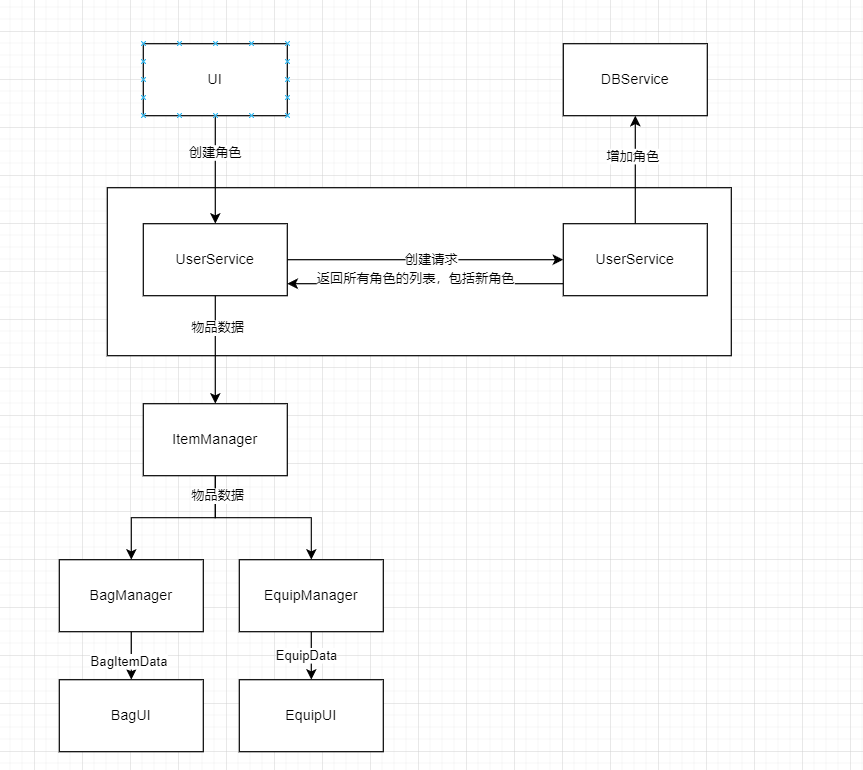 UI
DBService
创建角色
增加角色
UserService
创建请求
返回所有角色的列表，包括新角色
UserService
物品数据
ItemManager
物品数据
BagManager
EquipManager
BagItemData
EquipData
BagUI
EquipUI